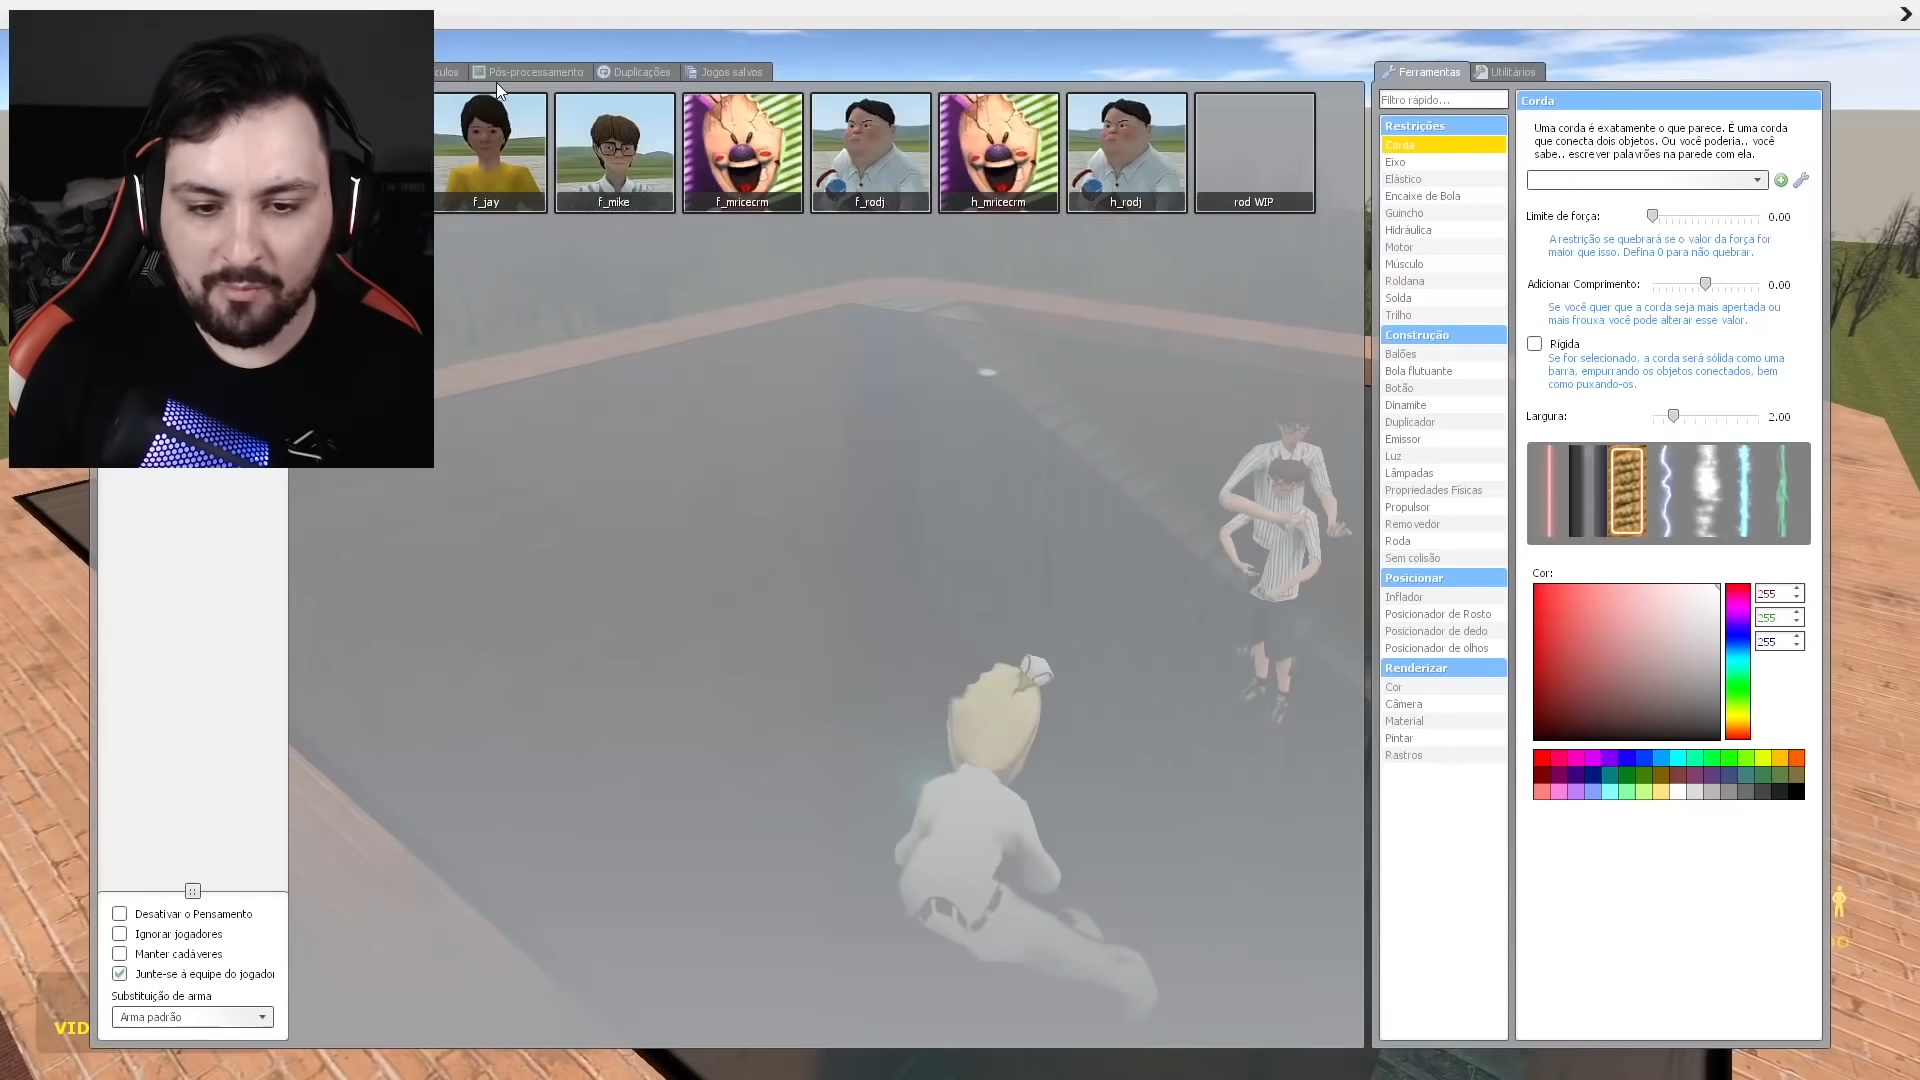 culos
Pós-processamento
Duplicações
Jogos salvos
Ferramentas
Utilitários
f_jay
f_mike
f_mricecrm
f_rodj
h_mricecrm
h_rodj
rod WIP
Filtro rápido...
Restrições
Corda
Eixo
Elástico
Encaixe de Bola
Guincho
Hidráulica
Motor
Músculo
Roldana
Solda
Trilho
Construção
Balões
Bola flutuante
Botão
Dinamite
Duplicador
Emissor
Luz
Lâmpadas
Propriedades Físicas
Propulsor
Removedor
Roda
Sem colisão
Posicionar
Inflador
Posicionador de Rosto
Posicionador de dedo
Posicionador de olhos
Renderizar
Cor
Câmera
Material
Pintar
Rastros
Corda
Uma corda é exatamente o que parece. É uma corda
que conecta dois objetos. Ou você poderia.. você
sabe.. escrever palavrões na parede com ela.
Limite de força: 0.00
A restrição se quebrará se o valor da força for
maior que isso. Defina 0 para não quebrar.
Adicionar Comprimento: 0.00
Se você quer que a corda seja mais apertada ou
mais frouxa você pode alterar esse valor.
Rígida
Se for selecionado, a corda será sólida como uma
barra, empurrando os objetos conectados, bem
como puxando-os.
Largura: 2.00
Cor:
255
255
255
Desativar o Pensamento
Ignorar jogadores
Manter cadáveres
Junte-se à equipe do jogador
Substituição de arma
Arma padrão
VID